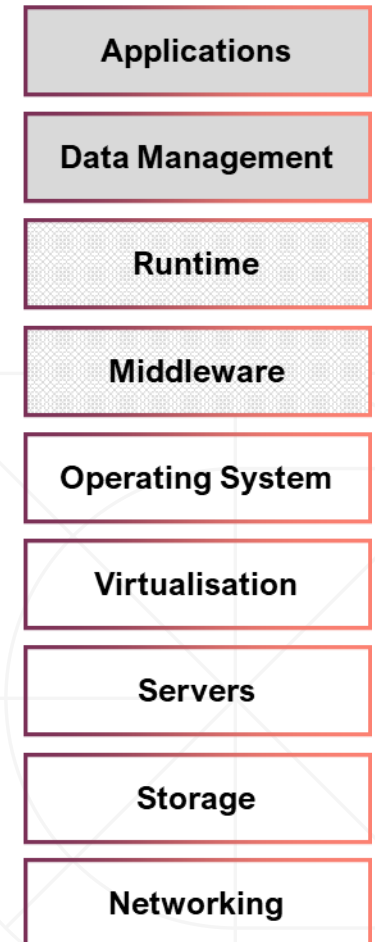 Applications
Data Management
Runtime
Middleware
Operating System
Virtualisation
Servers
Storage
Networking